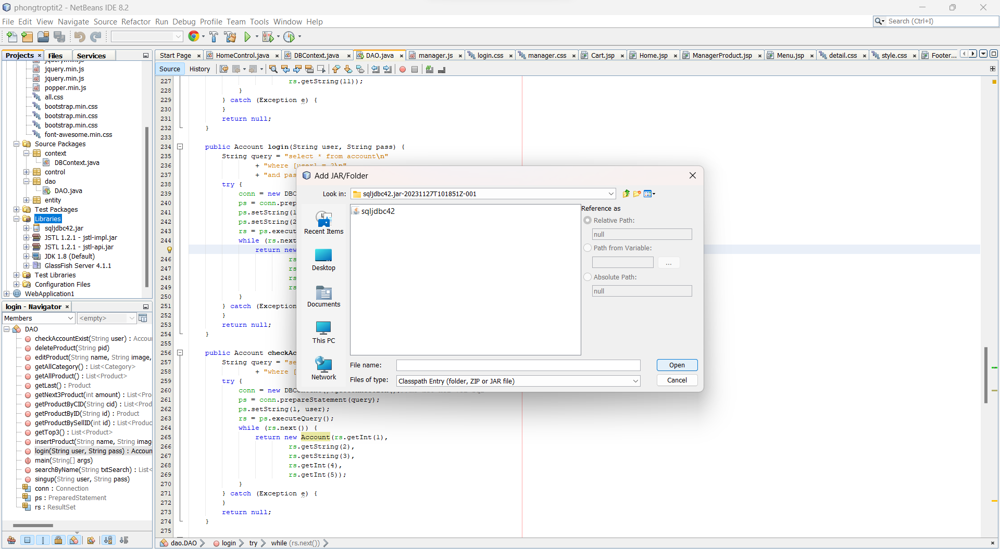 phongtroptit2 - NetBeans IDE 8.2
File Edit View Navigate Source Refactor Run Debug Profile Team Tools Window Help
Search (Ctrl+I)
Projects Files Services
jquery.min.js
jquery.min.js
jquery.min.js
popper.min.js
all.css
bootstrap.min.css
bootstrap.min.css
bootstrap.min.css
font-awesome.min.css
Source Packages
context
DBContext.java
control
dao
DAO.java
entity
Test Packages
Libraries
sqljdbc42.jar
JSTL 1.2.1 - jstl-impl.jar
JSTL 1.2.1 - jstl-api.jar
JDK 1.8 (Default)
GlassFish Server 4.1.1
Test Libraries
Configuration Files
WebApplication1
login - Navigator
Members <empty>
DAO
checkAccountExist(String user) : Accou
deleteProduct(String pid)
editProduct(String name, String image,
getAllCategory() : List<Category>
getAllProduct() : List<Product>
getLast() : Product
getNext3Product(int amount) : List<Pro
getProductByCID(String cid) : List<Prod
getProductByID(String id) : Product
getProductBySellID(int id) : List<Produc
getTop3() : List<Product>
insertProduct(String name, String imag
login(String user, String pass) : Accoun
main(String[] args)
searchByName(String txtSearch) : List<
singup(String user, String pass)
conn : Connection
ps : PreparedStatement
rs : ResultSet
Start Page HomeControl.java DBContext.java DAO.java manager.js login.css manager.css Cart.jsp Home.jsp ManagerProduct.jsp Menu.jsp detail.css style.css Footer...
Source History
227 rs.getString(11));
228 }
229 } catch (Exception e) {
230 }
231 return null;
232 }
233
234 public Account login(String user, String pass) {
235 String query = "select * from account\n"
236 + "where [user] = ?\n"
237 + "and pas
238 try {
239 conn = new DBC
240 ps = conn.prep
241 ps.setString(1
242 ps.setString(2
243 rs = ps.execut
244 while (rs.next
return new
246 rs
247 rs
248 rs
249 rs
250 }
251 } catch (Exception
252 }
253 return null;
254 }
255
256 public Account checkAc
257 String query = "se
258 + "where [
259 try {
260 conn = new DBC
261 ps = conn.prepareStatement(query);
262 ps.setString(1, user);
263 rs = ps.executeQuery();
264 while (rs.next()) {
265 return new Account(rs.getInt(1),
266 rs.getString(2),
267 rs.getString(3),
268 rs.getInt(4),
269 rs.getInt(5));
270 }
271 } catch (Exception e) {
272 }
273 return null;
274 }
275
dao.DAO login try while (rs.next())
Add JAR/Folder
Look in: sqljdbc42.jar-20231127T101851Z-001
sqljdbc42
Recent Items
Desktop
Documents
This PC
Network
Reference as
Relative Path:
null
Path from Variable:
...
Absolute Path:
null
File name:
Open
Files of type: Classpath Entry (folder, ZIP or JAR file)
Cancel